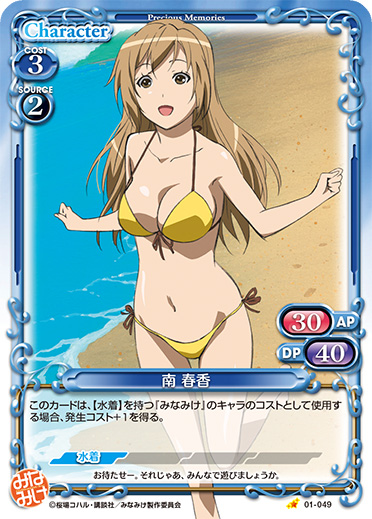 Precious Memories
Character
COST
3
SOURCE
2
30 AP
DP 40
南 春香
このカードは、【水着】を持つ『みなみけ』のキャラのコストとして使用す
る場合、発生コスト+1を得る。
水着
お待たせー。それじゃあ、みんなで遊びましょうか。
みなみけ
©桜場コハル・講談社／みなみけ製作委員会
01-049